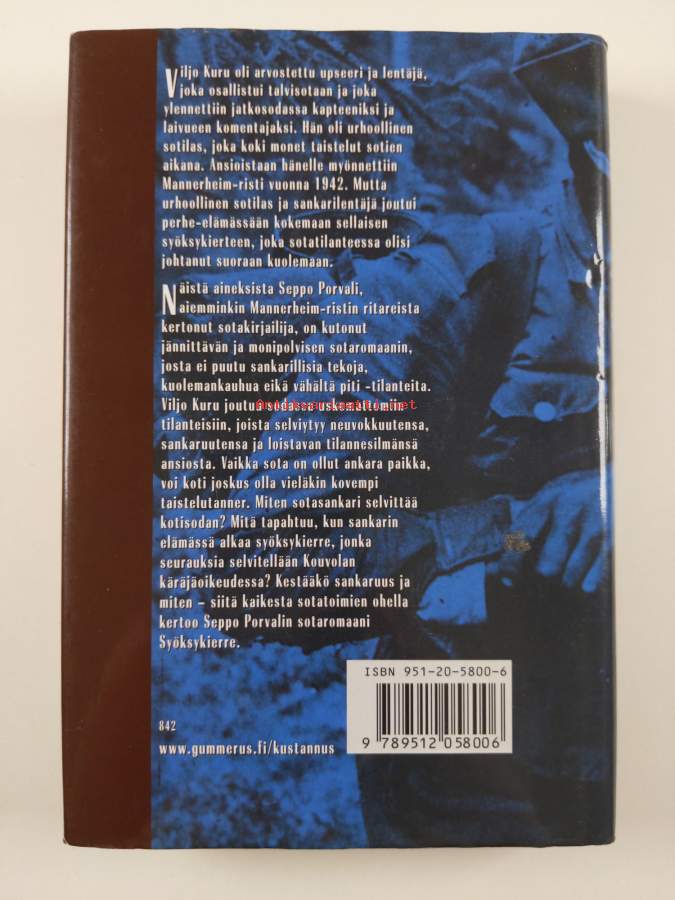 Viljo Kuru oli arvostettu upseeri ja lentäjä,
joka osallistui talvisotaan ja joka
ylennettiin jatkosodassa kapteeniksi ja
laivueen komentajaksi. Hän oli urhoollinen
sotilas, joka koki monet taistelut sotien
aikana. Ansioistaan hänelle myönnettiin
Mannerheim-risti vuonna 1942. Mutta
urhoollinen sotilas ja sankarilentäjä joutui
perhe-elämässään kokemaan sellaisen
syöksykierteen, joka sotatilanteessa olisi
johtanut suoraan kuolemaan.
Näistä aineksista Seppo Porvali,
aiemminkin Mannerheim-ristin ritareista
kertonut sotakirjailija, on kutonut
jännittävän ja monipolvisen sotaromaanin,
josta ei puutu sankarillisia tekoja,
kuolemankauhua eikä vähältä piti -tilanteita.
Viljo Kuru joutuu sodassa uskomattomiin
tilanteisiin, joista selviytyy neuvokkuutensa,
sankaruutensa ja loistavan tilannesilmänsä
ansiosta. Vaikka sota on ollut ankara paikka,
voi koti joskus olla vieläkin kovempi
taistelutanner. Miten sotasankari selvittää
kotisodan? Mitä tapahtuu, kun sankarin
elämässä alkaa syöksykierre, jonka
seurauksia selvitellään Kouvolan
käräjäoikeudessa? Kestääkö sankaruus ja
miten – siitä kaikesta sotatoimien ohella
kertoo Seppo Porvalin sotaromaani
Syöksykierre.
ISBN 951-20-5800-6
9 789512 058006
842
www.gummerus.fi/kustannus